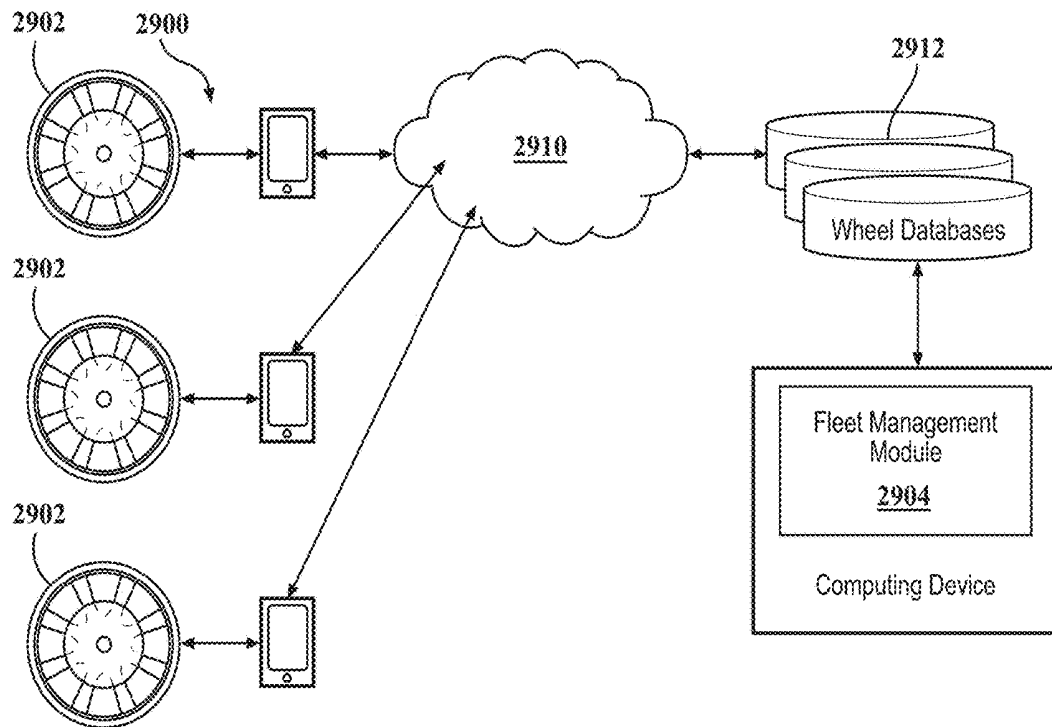 2902
2900
2912
2910
Wheel Databases
2902
Fleet Management
Module
2904
2902
Computing Device